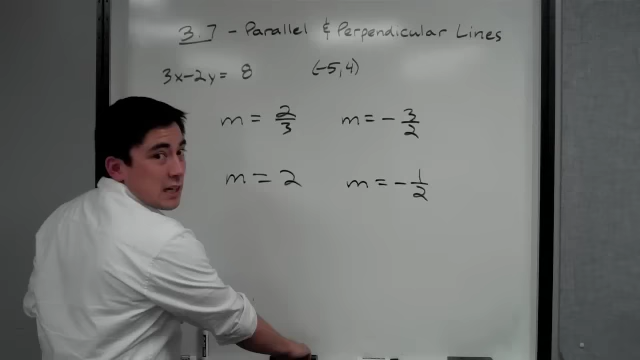 3.7 - Parallel & Perpendicular Lines
3x-2y= 8 (-5,4)
m = 2/3 m = - 3/2
m = 2 m = - 1/2